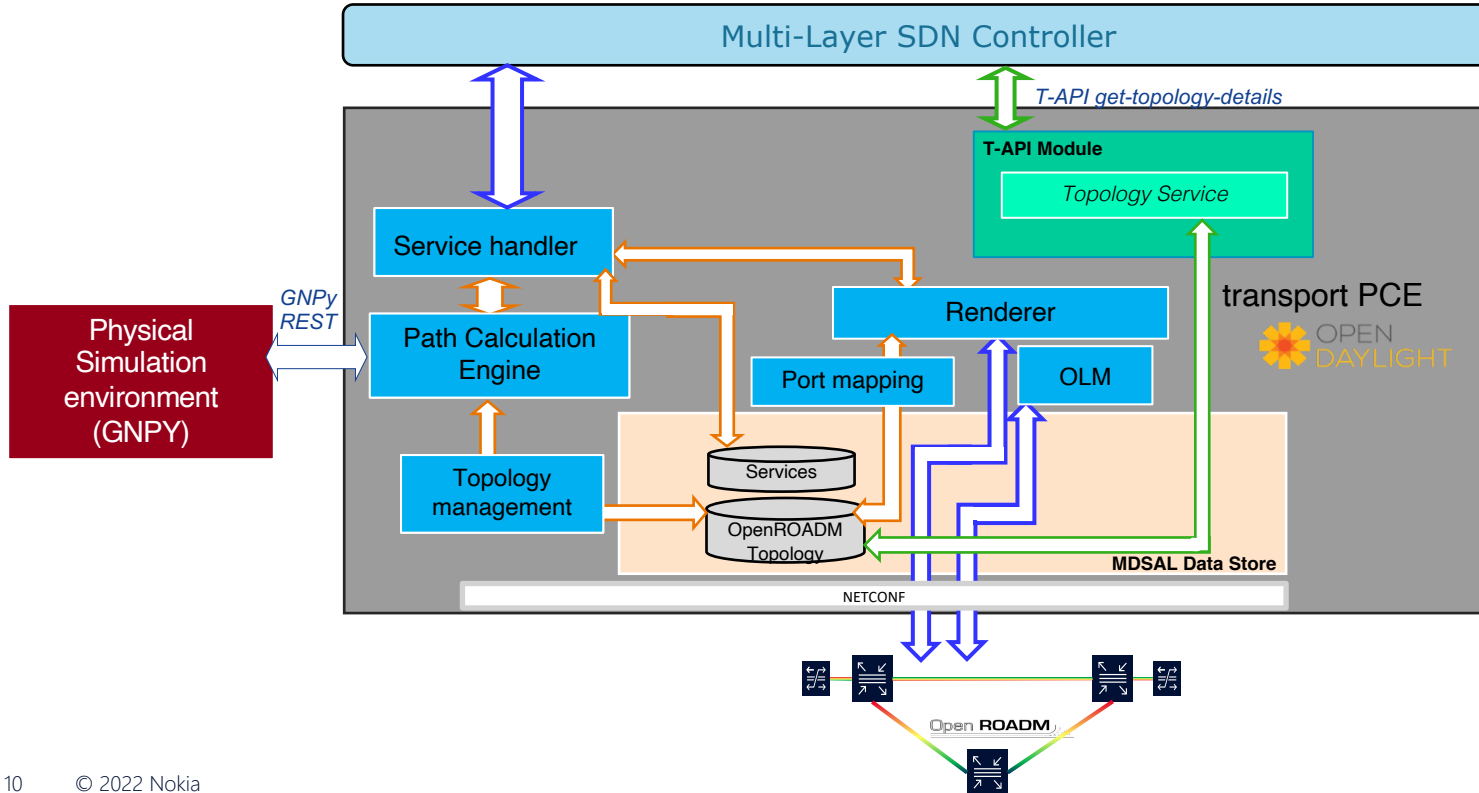 Multi-Layer SDN Controller
T-API get-topology-details
T-API Module
Topology Service
Service handler
GNPy
REST
Physical
Simulation
environment
(GNPY)
Path Calculation
Engine
Renderer
transport PCE
OPEN
DAYLIGHT
Port mapping
OLM
Topology
management
Services
OpenROADM
Topology
MDSAL Data Store
NETCONF
Open ROADM
10 © 2022 Nokia